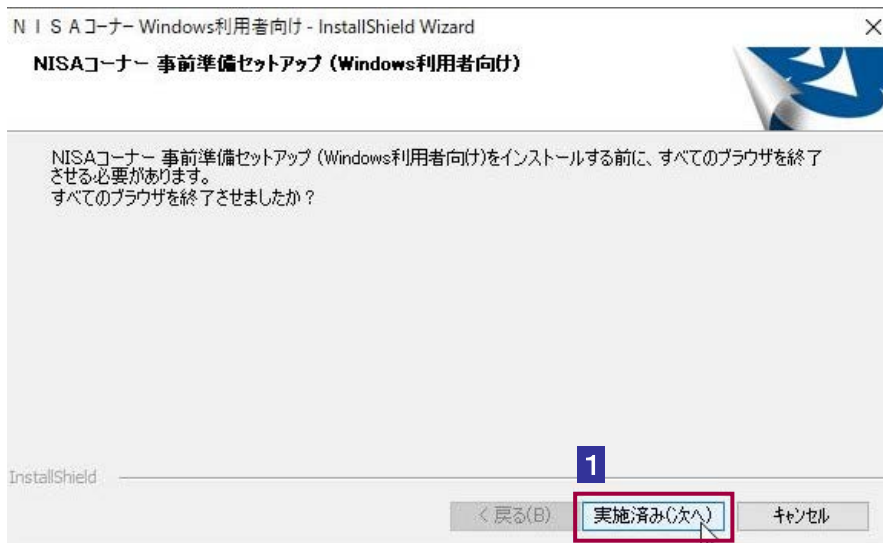 ＮＩＳＡコーナー Windows利用者向け - InstallShield Wizard
NISAコーナー 事前準備セットアップ (Windows利用者向け)
NISAコーナー 事前準備セットアップ (Windows利用者向け)をインストールする前に、すべてのブラウザを終了
させる必要があります。
すべてのブラウザを終了させましたか？
1
InstallShield
< 戻る(B)
実施済み(次へ)
キャンセル